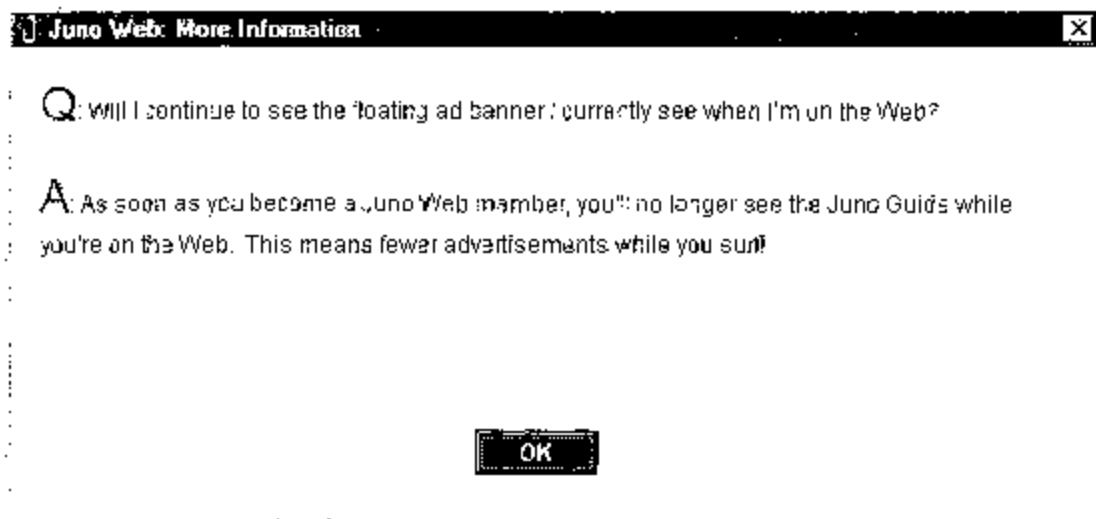 Juno Web: More Information
Q: Will I continue to see the floating ad banner I currently see when I'm on the Web?
A: As soon as you become a Juno Web member, you'll no longer see the Juno Guide while
you're on the Web. This means fewer advertisements while you surf!
OK